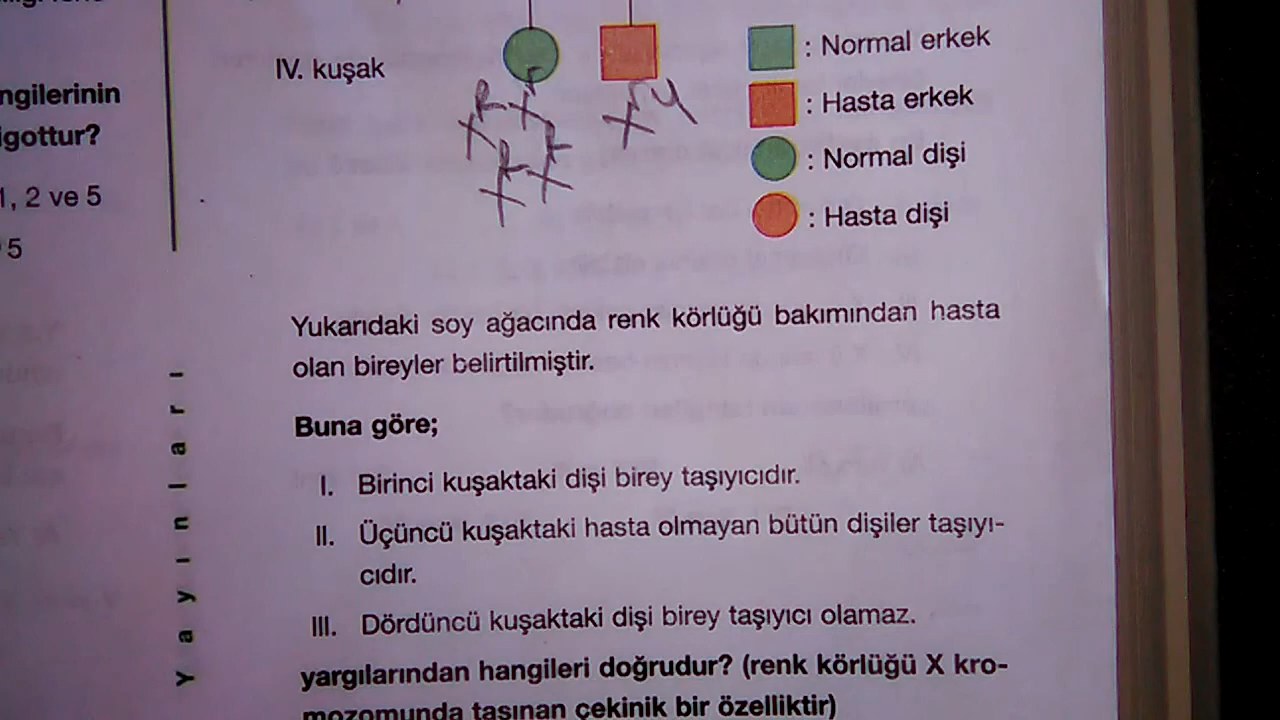 IV. kuşak
: Normal erkek
: Hasta erkek
: Normal dişi
: Hasta dişi
ngilerinin
igottur?
1, 2 ve 5
5
X^R X^r
X^R X^R
X^r y
Yukarıdaki soy ağacında renk körlüğü bakımından hasta
olan bireyler belirtilmiştir.
Buna göre;
I. Birinci kuşaktaki dişi birey taşıyıcıdır.
II. Üçüncü kuşaktaki hasta olmayan bütün dişiler taşıyı-
cıdır.
III. Dördüncü kuşaktaki dişi birey taşıyıcı olamaz.
yargılarından hangileri doğrudur? (renk körlüğü X kro-
mozomunda taşınan çekinik bir özelliktir)
Yayınları